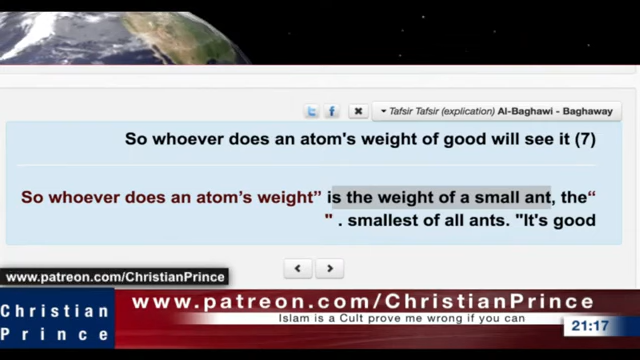 Tafsir Tafsir (explication) Al-Baghawi - Baghaway
So whoever does an atom's weight of good will see it (7)
So whoever does an atom's weight” is the weight of a small ant, the“
" . smallest of all ants. "It's good
www.patreon.com/ChristianPrince
Christian
Prince
www.patreon.com/ChristianPrince
Islam is a Cult prove me wrong if you can
21:17